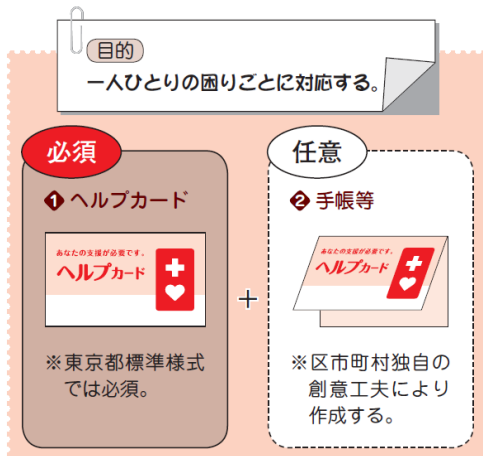 目的
一人ひとりの困りごとに対応する。
必須
❶ ヘルプカード
あなたの支援が必要です。
ヘルプカード
※東京都標準様式
では必須。
+
任意
❷ 手帳等
あなたの支援が必要です。
ヘルプカード
※区市町村独自の
創意工夫により
作成する。